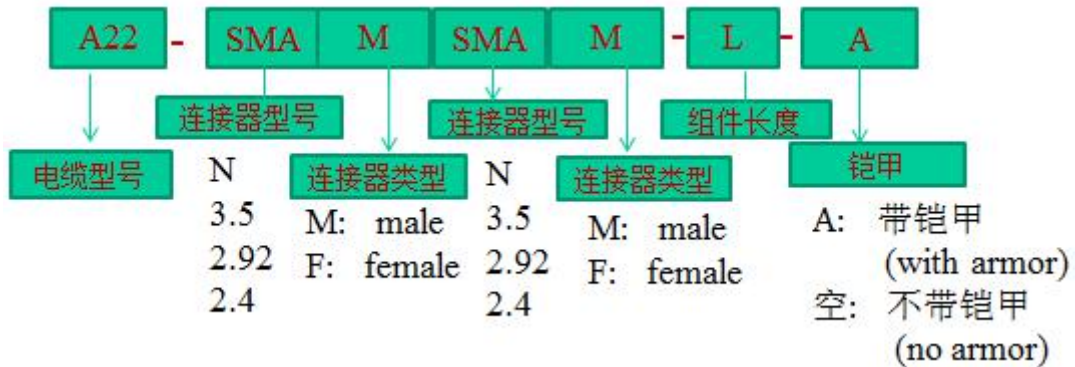 A22 - SMA M SMA M - L - A
连接器型号 连接器型号 组件长度
电缆型号 连接器类型 连接器类型 铠甲
N N
3.5 M: male 3.5 M: male A: 带铠甲
2.92 F: female 2.92 F: female (with armor)
2.4 2.4 空: 不带铠甲
(no armor)